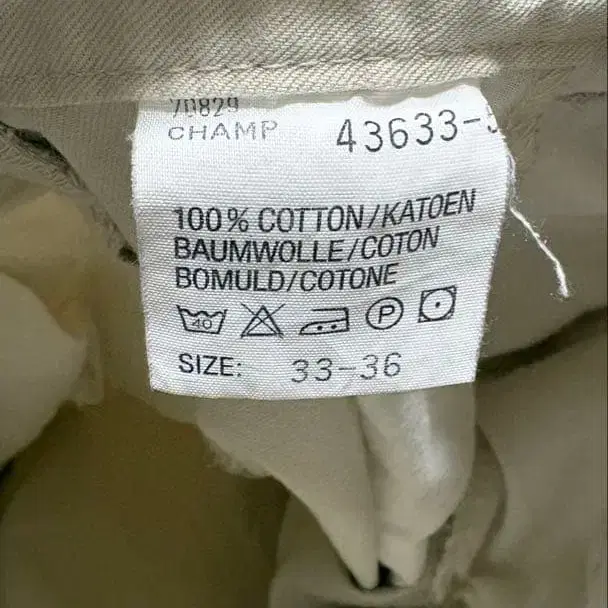 70829
CHAMP 43633-
100% COTTON/KATOEN
BAUMWOLLE/COTON
BOMULD/COTONE
40 P
SIZE: 33-36